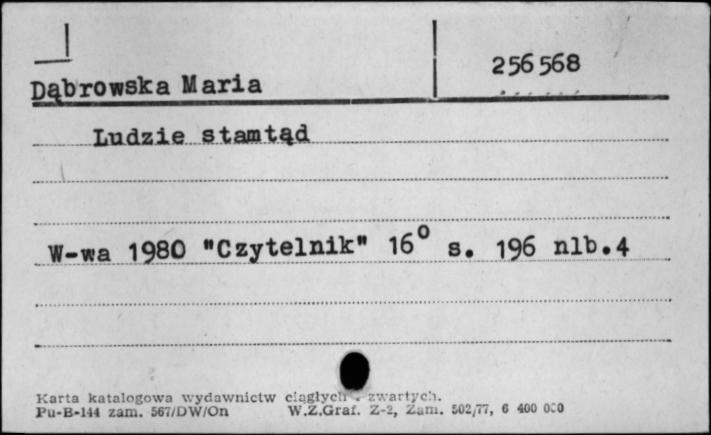 256568
Dąbrowska Maria
Ludzie stamtąd
W-wa 1980 "Czytelnik" 16° s. 196 nlb.4
Karta katalogowa wydawnictw ciągłych i zwartych.
Pu-B-144 zam. 567/DW/On W.Z.Graf. Z-2, Zam. 502/77, 6 400 000